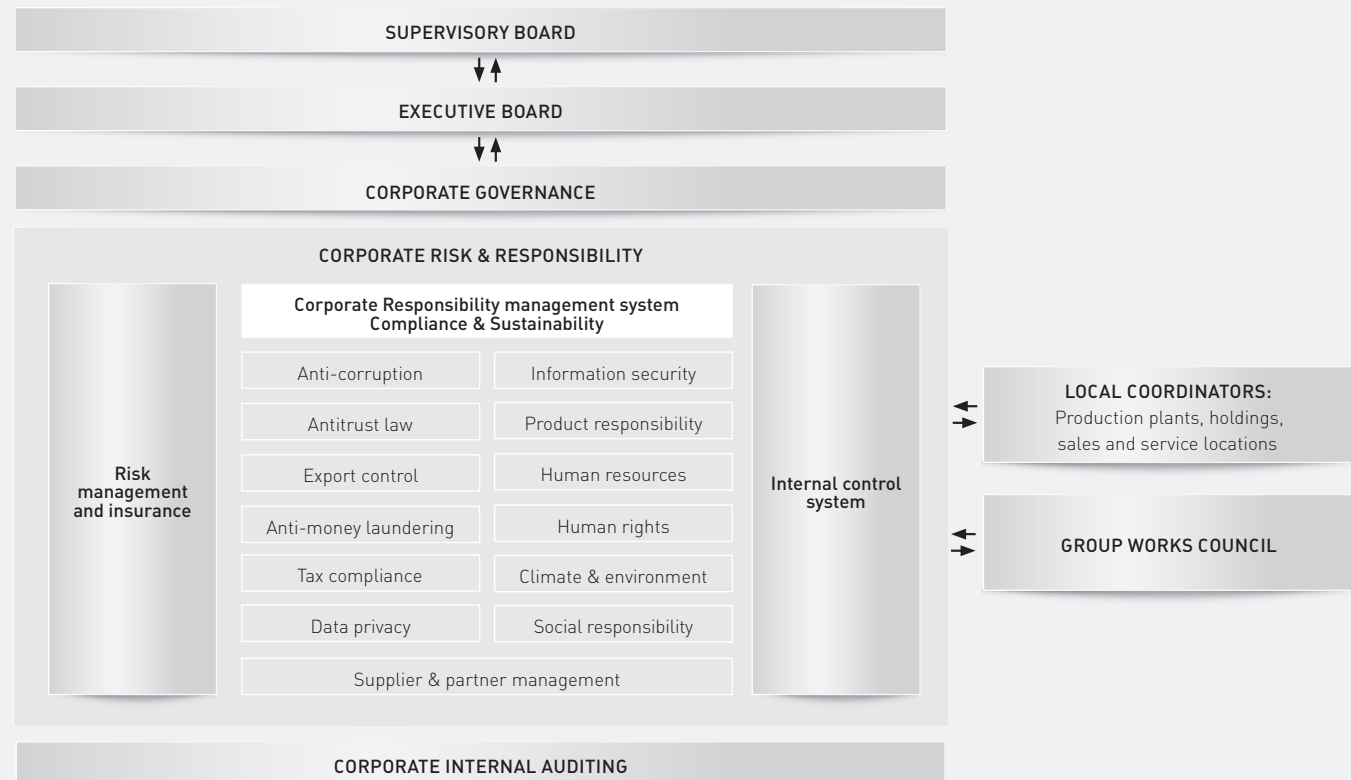 SUPERVISORY BOARD
EXECUTIVE BOARD
CORPORATE GOVERNANCE
CORPORATE RISK & RESPONSIBILITY
Risk
management
and insurance
Corporate Responsibility management system
Compliance & Sustainability
Anti-corruption
Information security
Antitrust law
Product responsibility
Export control
Human resources
Anti-money laundering
Human rights
Tax compliance
Climate & environment
Data privacy
Social responsibility
Supplier & partner management
Internal control
system
LOCAL COORDINATORS:
Production plants, holdings,
sales and service locations
GROUP WORKS COUNCIL
CORPORATE INTERNAL AUDITING